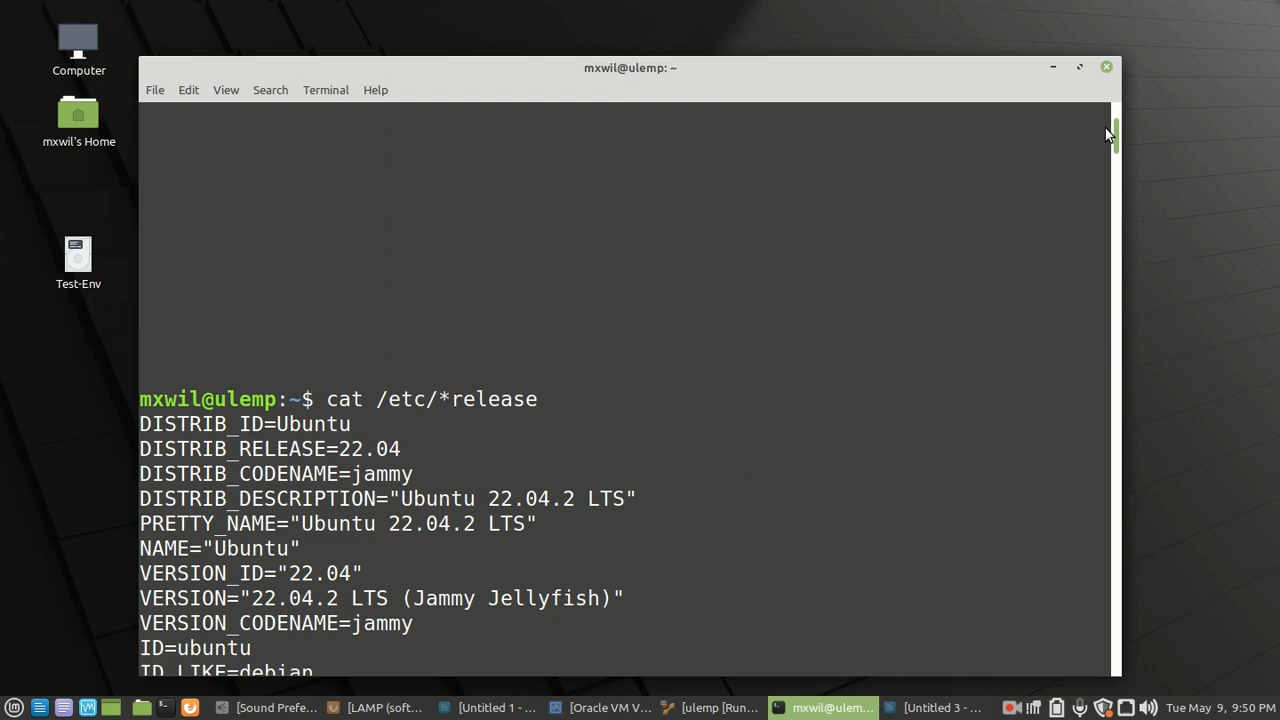 Computer
mxwil's Home
Test-Env
mxwil@ulemp: ~
File Edit View Search Terminal Help
mxwil@ulemp:~$ cat /etc/*release
DISTRIB_ID=Ubuntu
DISTRIB_RELEASE=22.04
DISTRIB_CODENAME=jammy
DISTRIB_DESCRIPTION="Ubuntu 22.04.2 LTS"
PRETTY_NAME="Ubuntu 22.04.2 LTS"
NAME="Ubuntu"
VERSION_ID="22.04"
VERSION="22.04.2 LTS (Jammy Jellyfish)"
VERSION_CODENAME=jammy
ID=ubuntu
ID_LIKE=debian
[Sound Prefe... [LAMP (soft... [Untitled 1 - ... [Oracle VM V... [ulemp [Run... mxwil@ulem... [Untitled 3 - ... Tue May 9, 9:50 PM